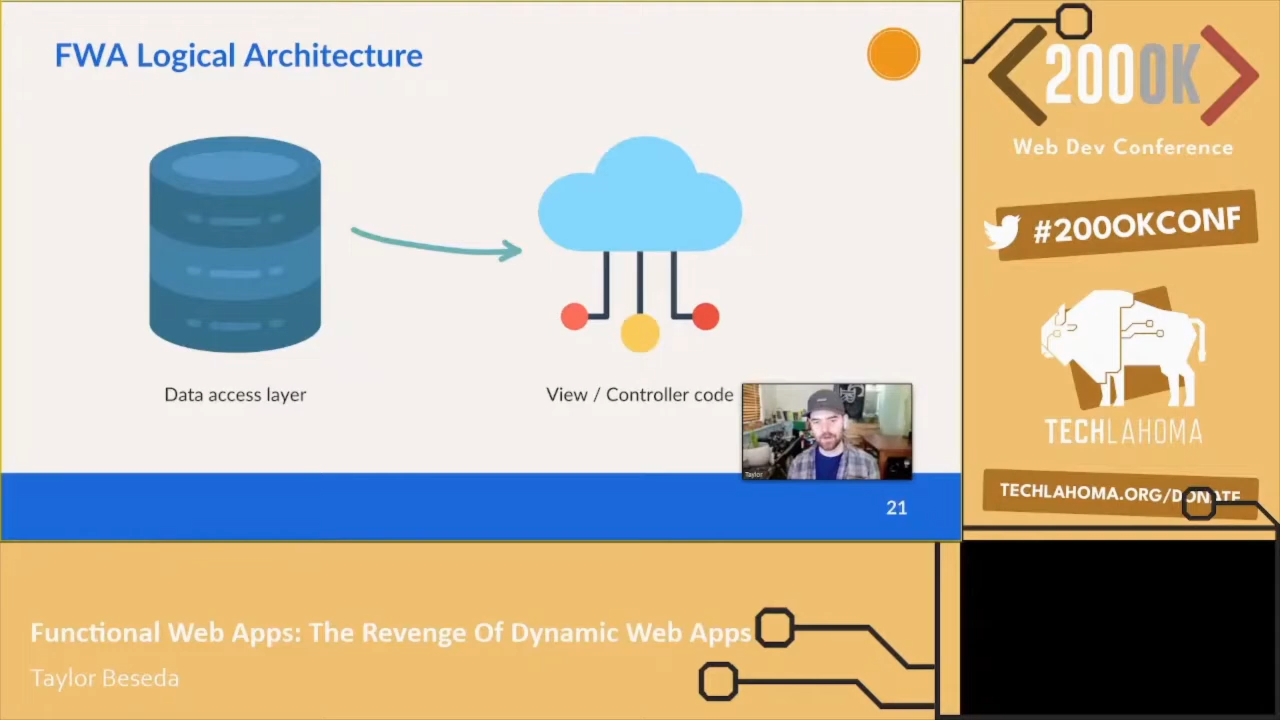 FWA Logical Architecture
Data access layer
View / Controller code
Taylor
21
200OK
Web Dev Conference
#200OKCONF
TECHLAHOMA
TECHLAHOMA.ORG/DONATE
Functional Web Apps: The Revenge Of Dynamic Web Apps
Taylor Beseda